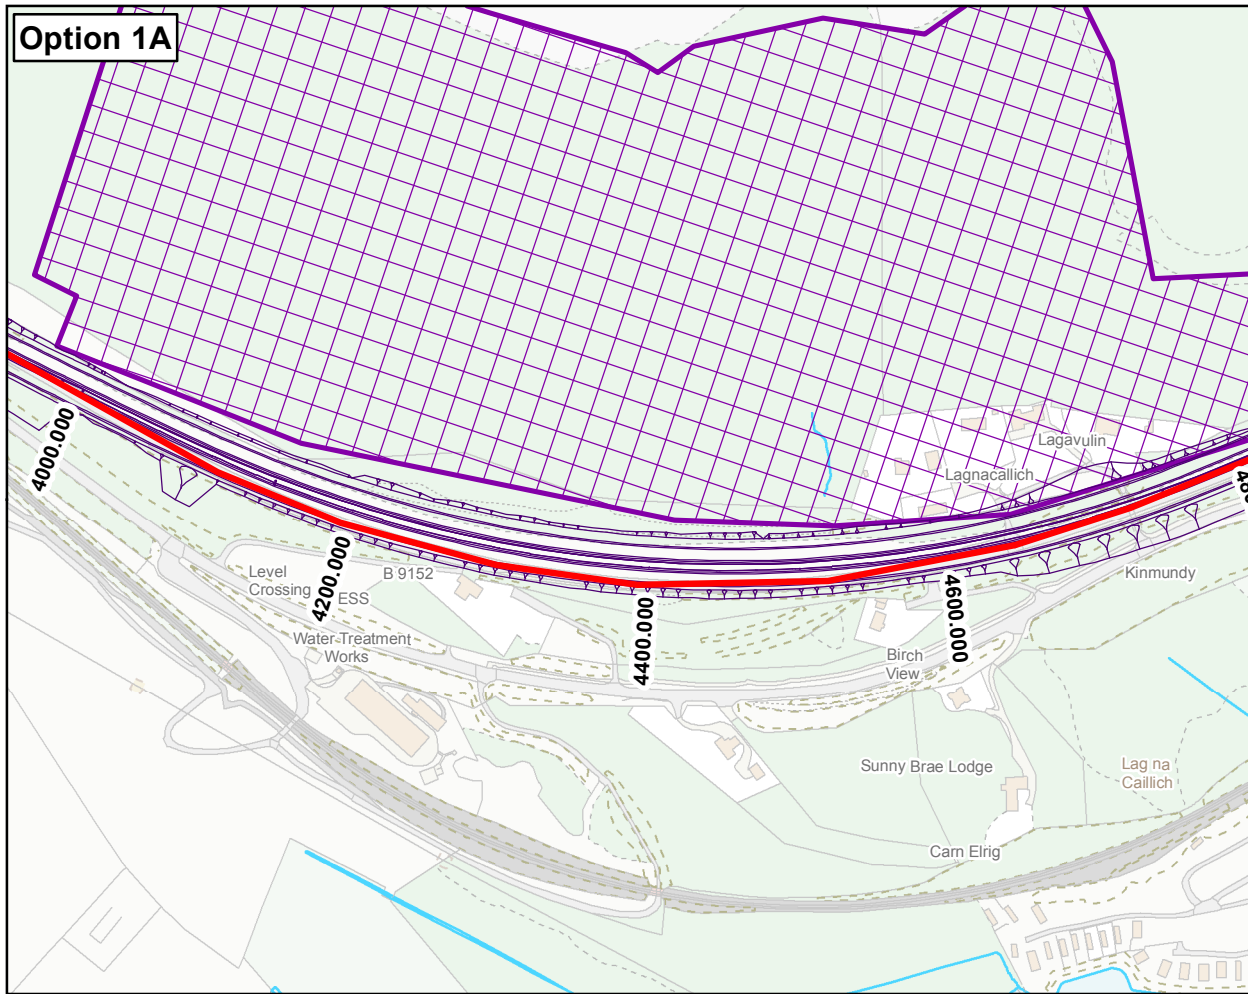 Option 1A
Lagavulin
Lagnacallich
4000.000
4200.000
4400.000
4600.000
Level
Crossing
ESS
B 9152
Kinmundy
Water Treatment
Works
Birch
View
Sunny Brae Lodge
Lag na
Caillich
Carn Elrig